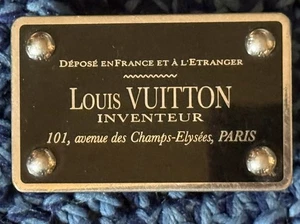 DÉPOSÉ EN FRANCE ET À L'ETRANGER
LOUIS VUITTON
INVENTEUR
101, avenue des Champs-Elysées, PARIS